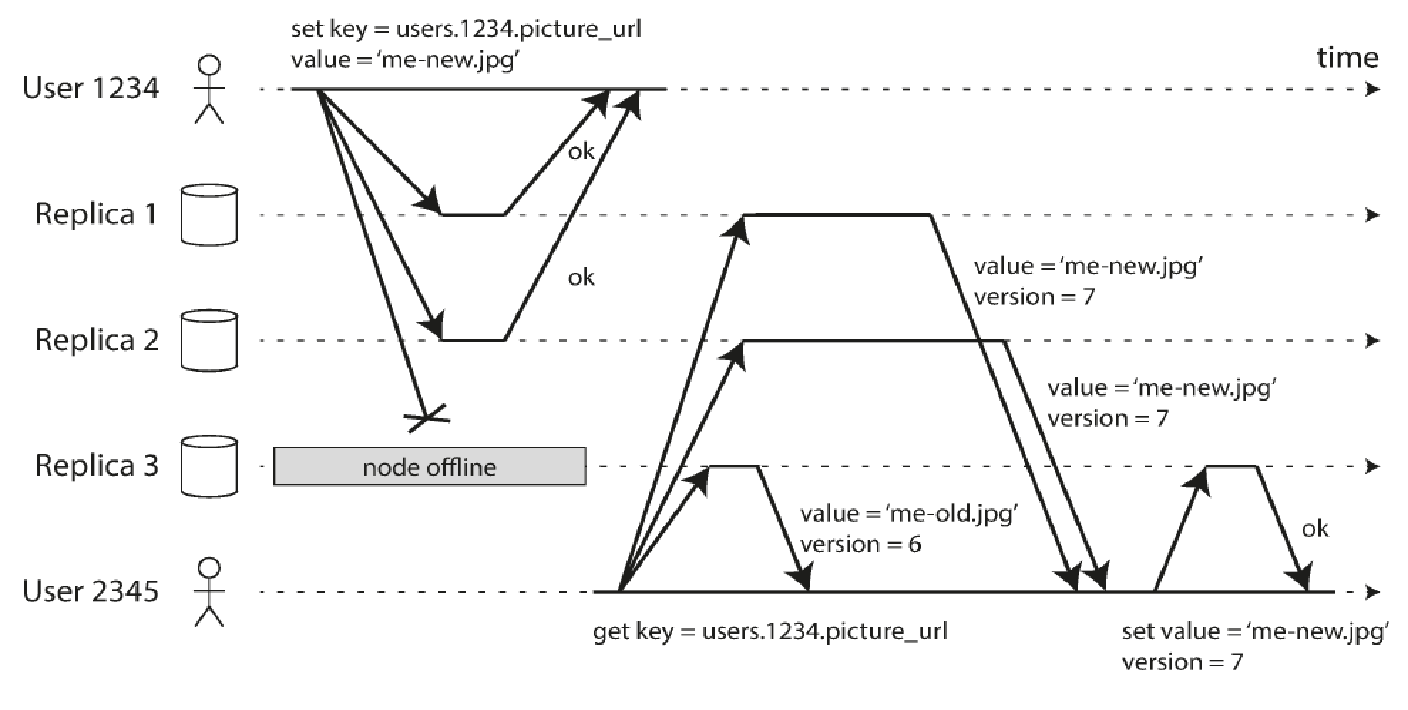 set key = users.1234.picture_url
value = ‘me-new.jpg’
time
User 1234
ok
Replica 1
value = ‘me-new.jpg’
version = 7
ok
Replica 2
value = ‘me-new.jpg’
version = 7
Replica 3
node offline
value = ‘me-old.jpg’
version = 6
ok
User 2345
get key = users.1234.picture_url
set value = ‘me-new.jpg’
version = 7